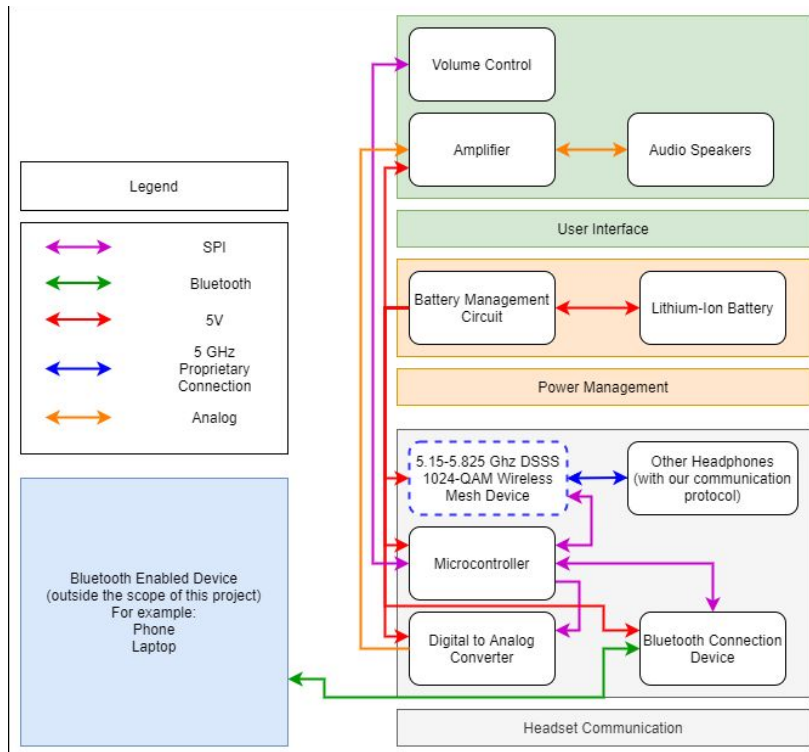 Volume Control
Amplifier
Audio Speakers
User Interface
Legend
SPI
Bluetooth
5V
5 GHz
Proprietary
Connection
Analog
Battery Management
Circuit
Lithium-Ion Battery
Power Management
5.15-5.825 Ghz DSSS
1024-QAM Wireless
Mesh Device
Other Headphones
(with our communication
protocol)
Microcontroller
Digital to Analog
Converter
Bluetooth Connection
Device
Headset Communication
Bluetooth Enabled Device
(outside the scope of this project)
For example:
Phone
Laptop